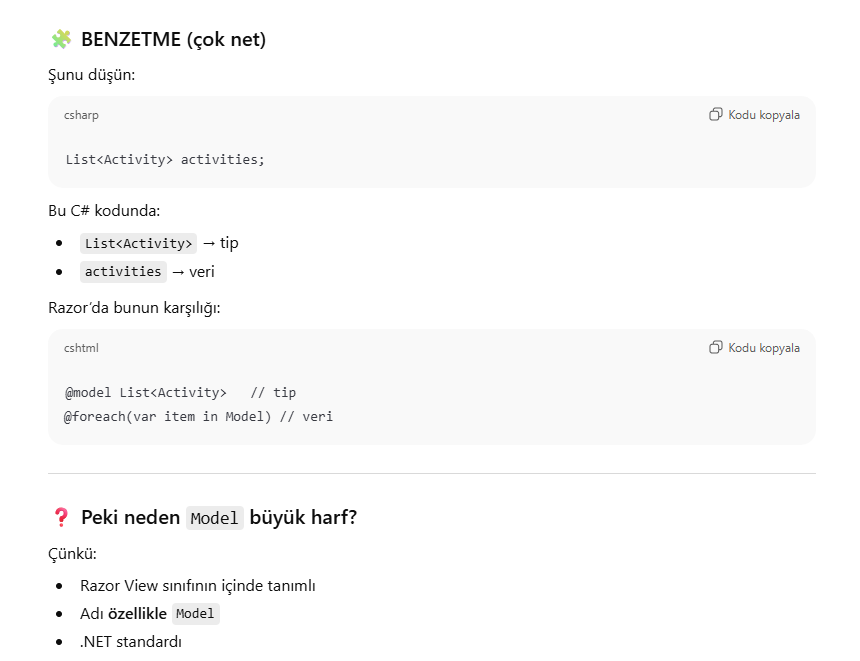 BENZETME (çok net)
Şunu düşün:
csharp
Kodu kopyala
List<Activity> activities;
Bu C# kodunda:
• List<Activity> → tip
• activities → veri
Razor'da bunun karşılığı:
cshtml
Kodu kopyala
@model List<Activity>   // tip
@foreach(var item in Model) // veri
❓ Peki neden Model büyük harf?
Çünkü:
• Razor View sınıfının içinde tanımlı
• Adı özellikle Model
• .NET standardı